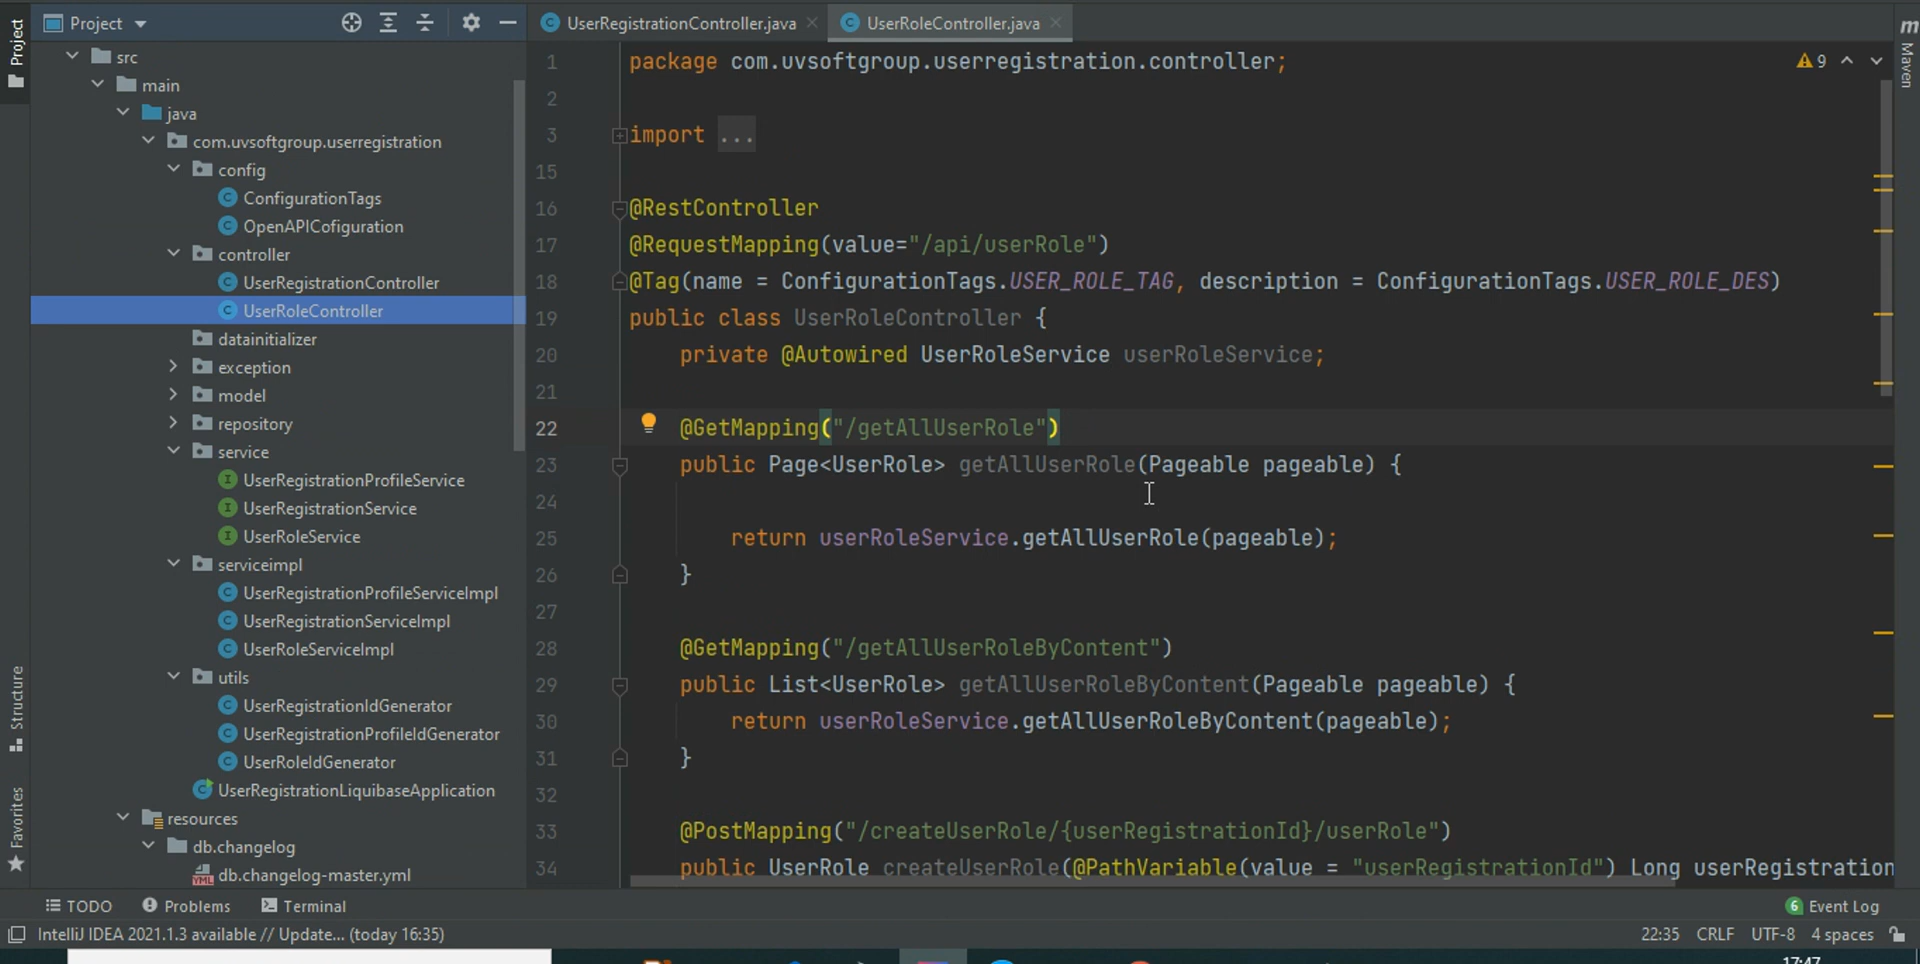 Project
UserRegistrationController.java
UserRoleController.java
Project
Structure
Favorites
src
main
java
com.uvsoftgroup.userregistration
config
ConfigurationTags
OpenAPICofiguration
controller
UserRegistrationController
UserRoleController
datainitializer
exception
model
repository
service
UserRegistrationProfileService
UserRegistrationService
UserRoleService
serviceimpl
UserRegistrationProfileServiceImpl
UserRegistrationServiceImpl
UserRoleServiceImpl
utils
UserRegistrationIdGenerator
UserRegistrationProfileIdGenerator
UserRoleIdGenerator
UserRegistrationLiquibaseApplication
resources
db.changelog
db.changelog-master.yml
1 package com.uvsoftgroup.userregistration.controller;
2
3 import ...
15
16 @RestController
17 @RequestMapping(value="/api/userRole")
18 @Tag(name = ConfigurationTags.USER_ROLE_TAG, description = ConfigurationTags.USER_ROLE_DES)
19 public class UserRoleController {
20 private @Autowired UserRoleService userRoleService;
21
22 @GetMapping("/getAllUserRole")
23 public Page<UserRole> getAllUserRole(Pageable pageable) {
24
25 return userRoleService.getAllUserRole(pageable);
26 }
27
28 @GetMapping("/getAllUserRoleByContent")
29 public List<UserRole> getAllUserRoleByContent(Pageable pageable) {
30 return userRoleService.getAllUserRoleByContent(pageable);
31 }
32
33 @PostMapping("/createUserRole/{userRegistrationId}/userRole")
34 public UserRole createUserRole(@PathVariable(value = "userRegistrationId") Long userRegistration
9
m
Maven
TODO
Problems
Terminal
6 Event Log
IntelliJ IDEA 2021.1.3 available // Update... (today 16:35)
22:35 CRLF UTF-8 4 spaces
17:47